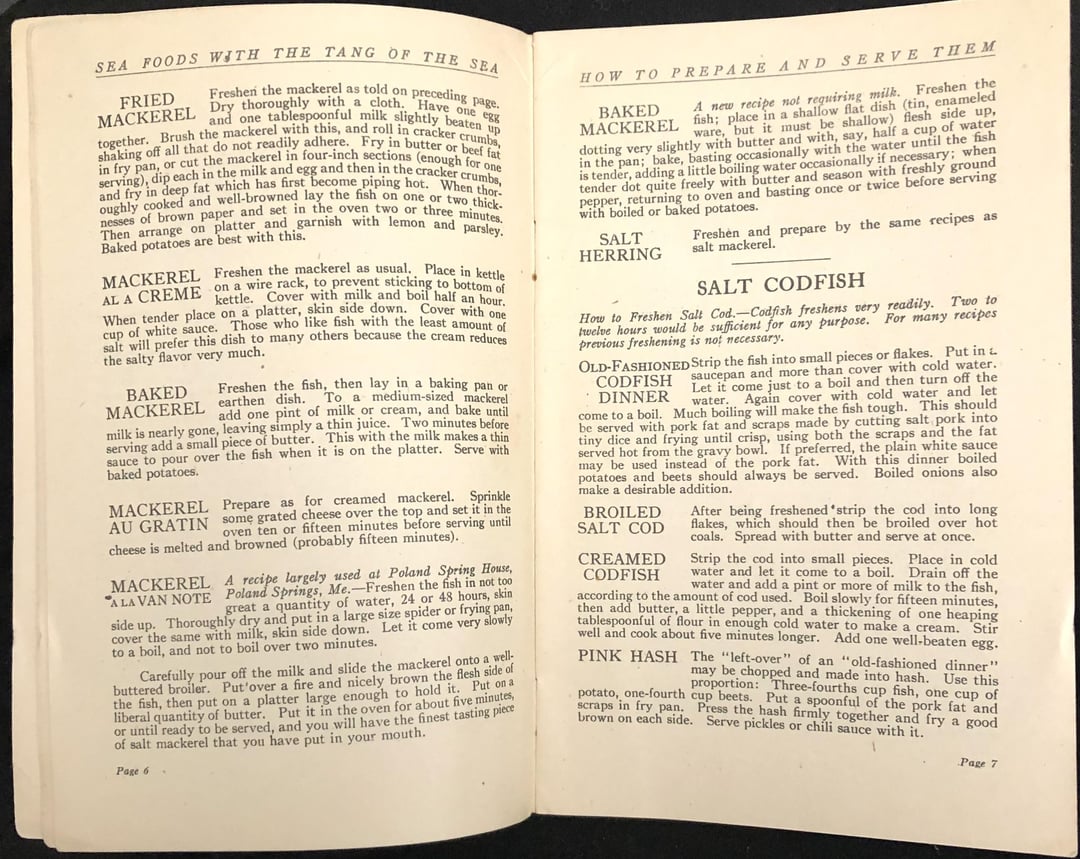 SEA FOODS WITH THE TANG OF THE SEA
FRIED MACKEREL
Freshen the mackerel as told on preceding page.
Dry thoroughly with a cloth. Have one egg
and one tablespoonful milk slightly beaten up
together. Brush the mackerel with this, and roll in cracker crumbs,
shaking off all that do not readily adhere. Fry in butter or beef fat
in fry pan, or cut the mackerel in four-inch sections (enough for one
serving), dip each in the milk and egg and then in the cracker crumbs,
and fry in deep fat which has first become piping hot. When thor-
oughly cooked and well-browned lay the fish on one or two thick-
nesses of brown paper and set in the oven two or three minutes.
Then arrange on platter and garnish with lemon and parsley.
Baked potatoes are best with this.
MACKEREL AL A CREME
Freshen the mackerel as usual. Place in kettle
on a wire rack, to prevent sticking to bottom of
kettle. Cover with milk and boil half an hour.
When tender place on a platter, skin side down. Cover with one
cup of white sauce. Those who like fish with the least amount of
salt will prefer this dish to many others because the cream reduces
the salty flavor very much.
BAKED MACKEREL
Freshen the fish, then lay in a baking pan or
earthen dish. To a medium-sized mackerel
add one pint of milk or cream, and bake until
milk is nearly gone, leaving simply a thin juice. Two minutes before
serving add a small piece of butter. This with the milk makes a thin
sauce to pour over the fish when it is on the platter. Serve with
baked potatoes.
MACKEREL AU GRATIN
Prepare as for creamed mackerel. Sprinkle
some grated cheese over the top and set it in the
oven ten or fifteen minutes before serving until
cheese is melted and browned (probably fifteen minutes).
MACKEREL A LA VAN NOTE
A recipe largely used at Poland Spring House,
Poland Springs, Me.—Freshen the fish in not too
great a quantity of water, 24 or 48 hours, skin
side up. Thoroughly dry and put in a large size spider or frying pan,
cover the same with milk, skin side down. Let it come very slowly
to a boil, and not to boil over two minutes.
Carefully pour off the milk and slide the mackerel onto a well-
buttered broiler. Put over a fire and nicely brown the flesh side of
the fish, then put on a platter large enough to hold it. Put on a
liberal quantity of butter. Put it in the oven for about five minutes,
or until ready to be served, and you will have the finest tasting piece
of salt mackerel that you have put in your mouth.
Page 6
HOW TO PREPARE AND SERVE THEM
BAKED MACKEREL
A new recipe not requiring milk. Freshen the
fish; place in a shallow flat dish (tin, enameled
ware, but it must be shallow) flesh side up,
dotting very slightly with butter and with, say, half a cup of water
in the pan; bake, basting occasionally with the water until the fish
is tender, adding a little boiling water occasionally if necessary; when
tender dot quite freely with butter and season with freshly ground
pepper, returning to oven and basting once or twice before serving
with boiled or baked potatoes.
SALT HERRING
Freshen and prepare by the same recipes as
salt mackerel.
SALT CODFISH
How to Freshen Salt Cod.—Codfish freshens very readily. Two to
twelve hours would be sufficient for any purpose. For many recipes
previous freshening is not necessary.
OLD-FASHIONED CODFISH DINNER
Strip the fish into small pieces or flakes. Put in a
saucepan and more than cover with cold water.
Let it come just to a boil and then turn off the
water. Again cover with cold water and let
come to a boil. Much boiling will make the fish tough. This should
be served with pork fat and scraps made by cutting salt pork into
tiny dice and frying until crisp, using both the scraps and the fat
served hot from the gravy bowl. If preferred, the plain white sauce
may be used instead of the pork fat. With this dinner boiled
potatoes and beets should always be served. Boiled onions also
make a desirable addition.
BROILED SALT COD
After being freshened strip the cod into long
flakes, which should then be broiled over hot
coals. Spread with butter and serve at once.
CREAMED CODFISH
Strip the cod into small pieces. Place in cold
water and let it come to a boil. Drain off the
water and add a pint or more of milk to the fish,
according to the amount of cod used. Boil slowly for fifteen minutes,
then add butter, a little pepper, and a thickening of one heaping
tablespoonful of flour in enough cold water to make a cream. Stir
well and cook about five minutes longer. Add one well-beaten egg.
PINK HASH
The "left-over" of an "old-fashioned dinner"
may be chopped and made into hash. Use this
proportion: Three-fourths cup fish, one cup of
potato, one-fourth cup beets. Put a spoonful of the pork fat and
scraps in fry pan. Press the hash firmly together and fry a good
brown on each side. Serve pickles or chili sauce with it.
Page 7